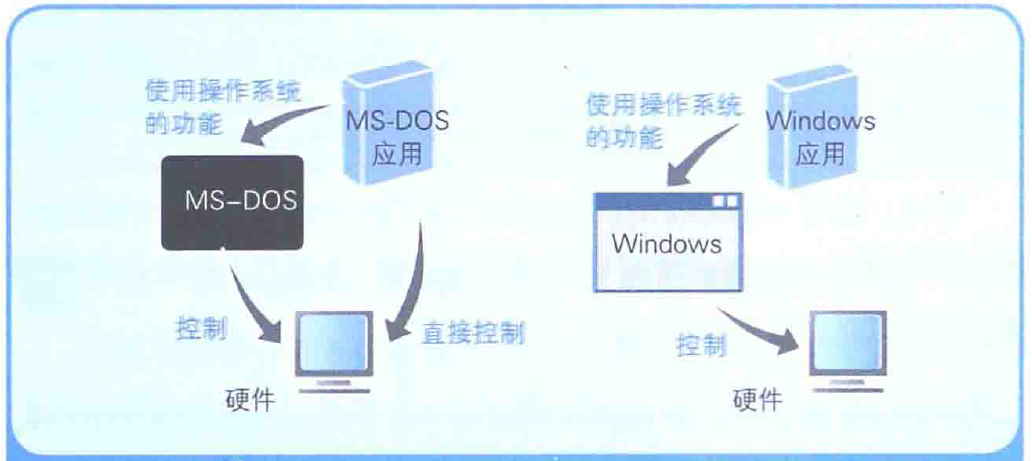 使用操作系统
的功能
MS-DOS
应用
MS-DOS
控制
直接控制
硬件
使用操作系统
的功能
Windows
应用
Windows
控制
硬件